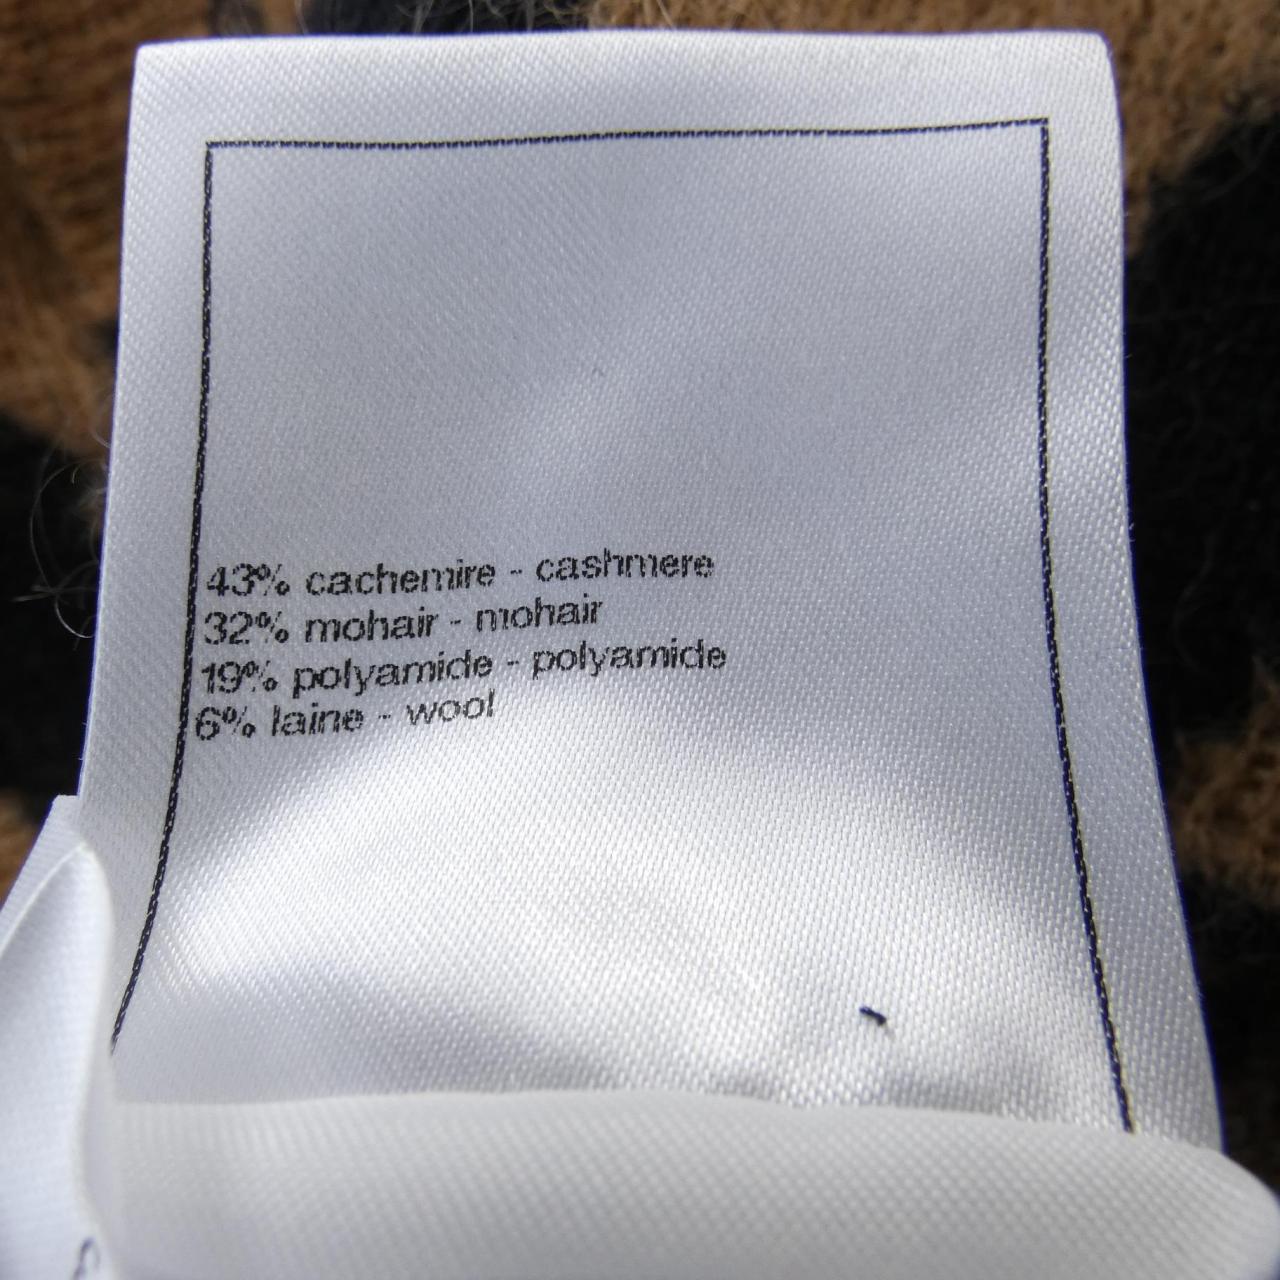 43% cachemire - cashmere
32% mohair - mohair
19% polyamide - polyamide
6% laine - wool